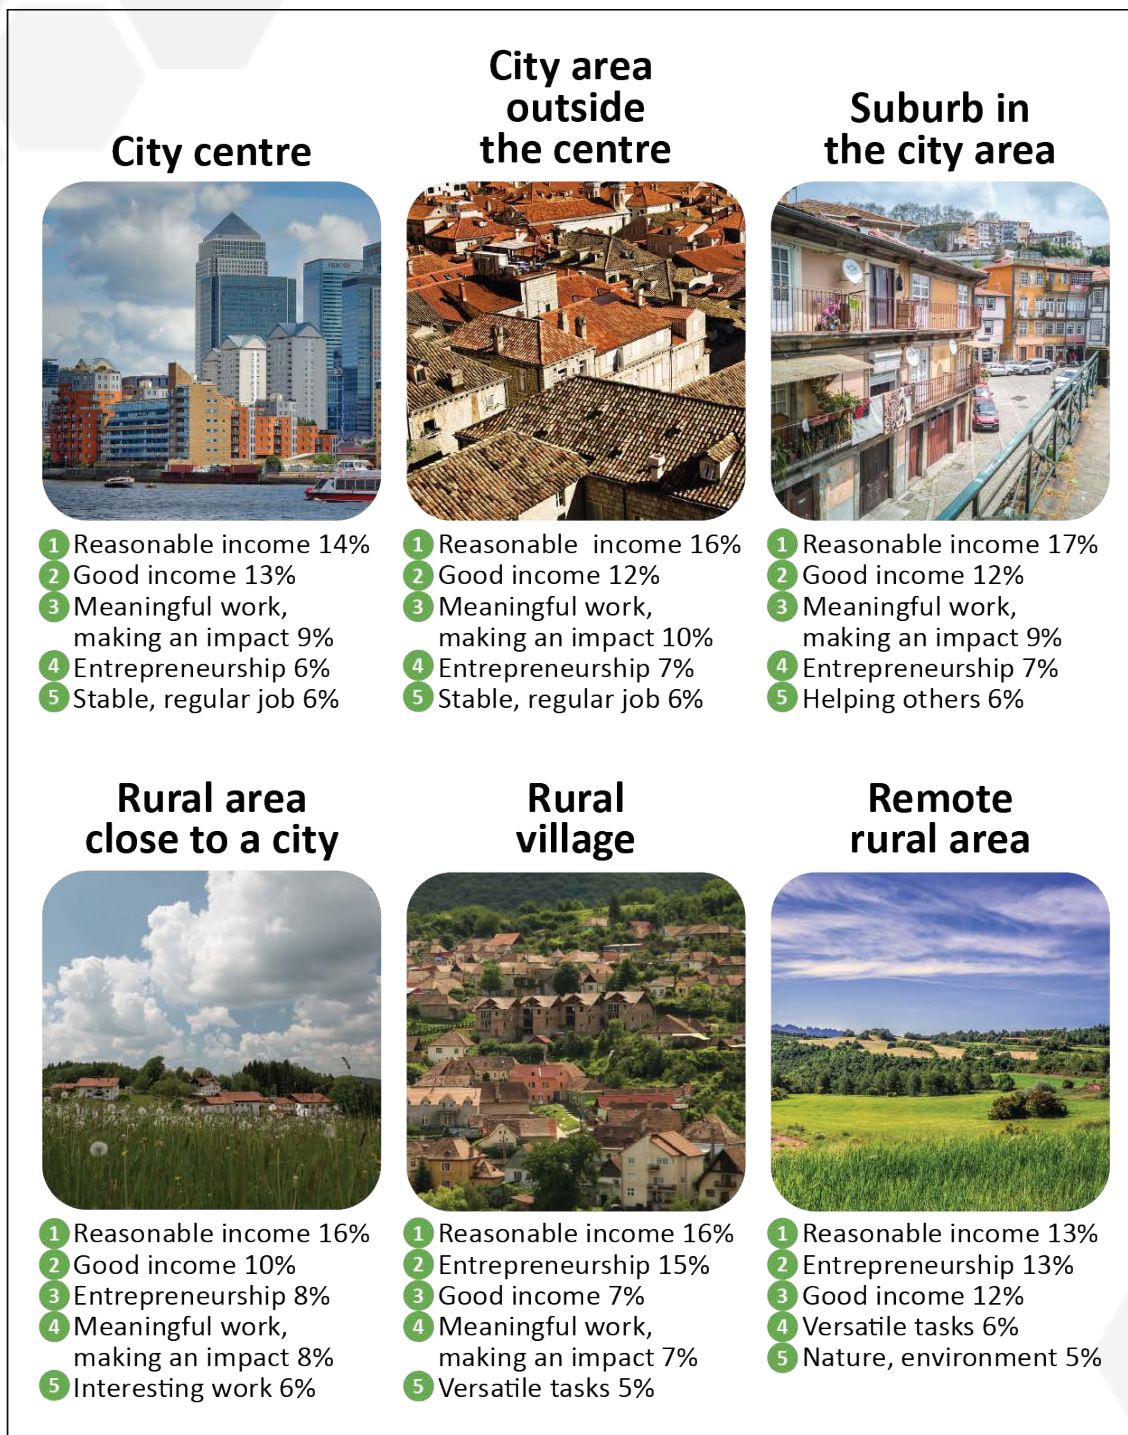 City centre
City area
outside
the centre
Suburb in
the city area
1 Reasonable income 14%
2 Good income 13%
3 Meaningful work,
making an impact 9%
4 Entrepreneurship 6%
5 Stable, regular job 6%
1 Reasonable income 16%
2 Good income 12%
3 Meaningful work,
making an impact 10%
4 Entrepreneurship 7%
5 Stable, regular job 6%
1 Reasonable income 17%
2 Good income 12%
3 Meaningful work,
making an impact 9%
4 Entrepreneurship 7%
5 Helping others 6%
Rural area
close to a city
Rural
village
Remote
rural area
1 Reasonable income 16%
2 Good income 10%
3 Entrepreneurship 8%
4 Meaningful work,
making an impact 8%
5 Interesting work 6%
1 Reasonable income 16%
2 Entrepreneurship 15%
3 Good income 7%
4 Meaningful work,
making an impact 7%
5 Versatile tasks 5%
1 Reasonable income 13%
2 Entrepreneurship 13%
3 Good income 12%
4 Versatile tasks 6%
5 Nature, environment 5%